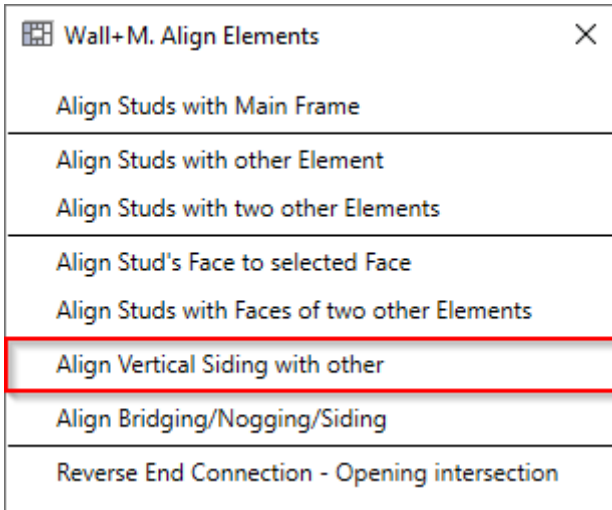 Wall+M. Align Elements
Align Studs with Main Frame
Align Studs with other Element
Align Studs with two other Elements
Align Stud's Face to selected Face
Align Studs with Faces of two other Elements
Align Vertical Siding with other
Align Bridging/Nogging/Siding
Reverse End Connection - Opening intersection